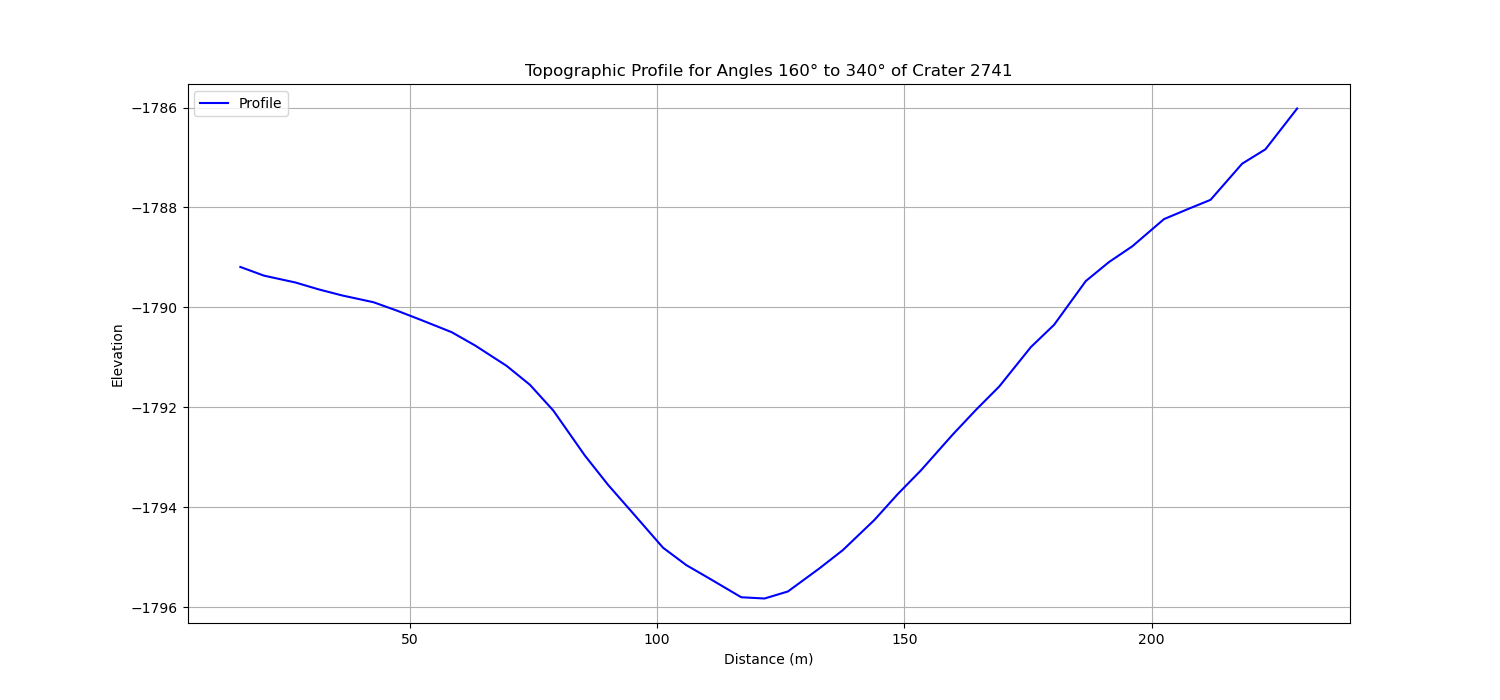 Topographic Profile for Angles 160° to 340° of Crater 2741
Profile
−1786
−1788
−1790
−1792
−1794
−1796
Elevation
50
100
150
200
Distance (m)